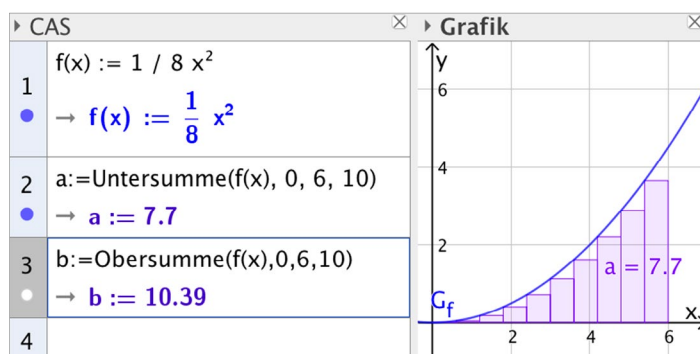 CAS
1
f(x) := 1 / 8 x²
→ f(x) := 1/8 x²
2
a:=Untersumme(f(x), 0, 6, 10)
→ a := 7.7
3
b:=Obersumme(f(x),0,6,10)
→ b := 10.39
4
Grafik
y
6
4
2
a = 7.7
G_f
x
2
4
6